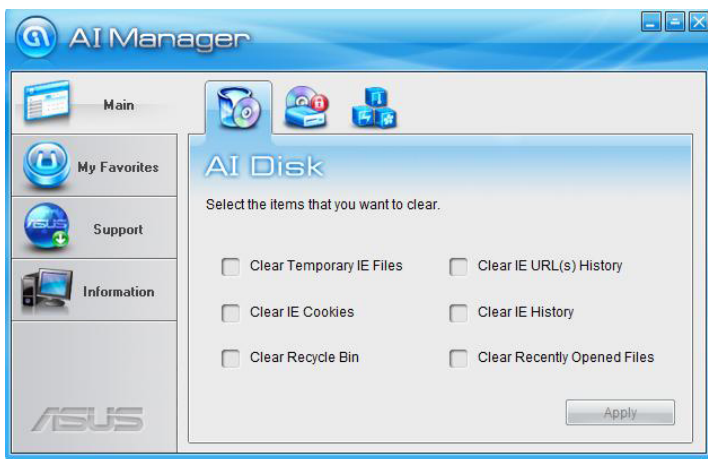 AI Manager
Main
My Favorites
ASUS
Support
Information
ASUS
AI Disk
Select the items that you want to clear.
Clear Temporary IE Files
Clear IE URL(s) History
Clear IE Cookies
Clear IE History
Clear Recycle Bin
Clear Recently Opened Files
Apply